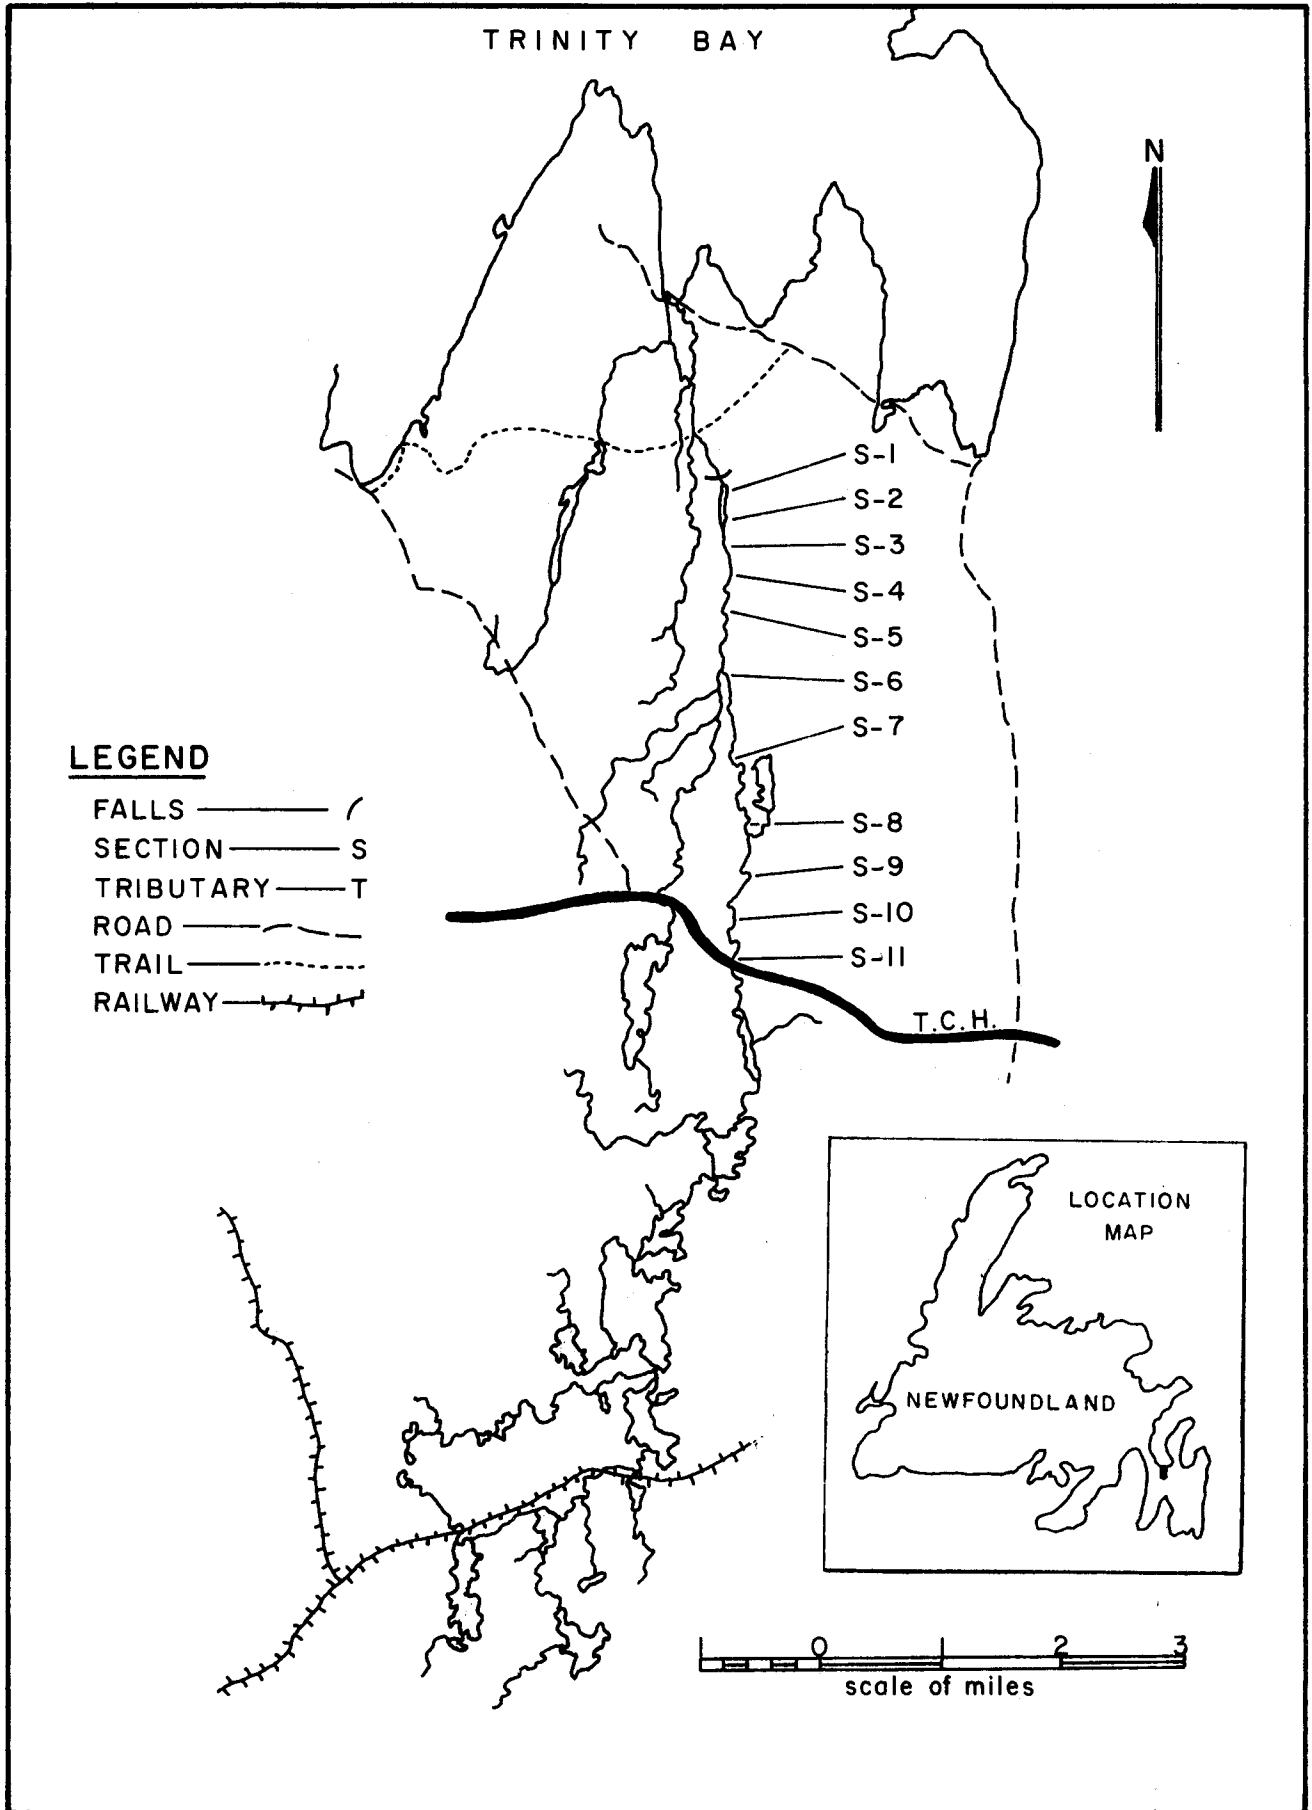 TRINITY BAY
N
S-1
S-2
S-3
S-4
S-5
S-6
S-7
S-8
S-9
S-10
S-11
T.C.H.
LEGEND
FALLS
SECTION S
TRIBUTARY T
ROAD
TRAIL
RAILWAY
LOCATION
MAP
NEWFOUNDLAND
1 0 1 2 3
scale of miles